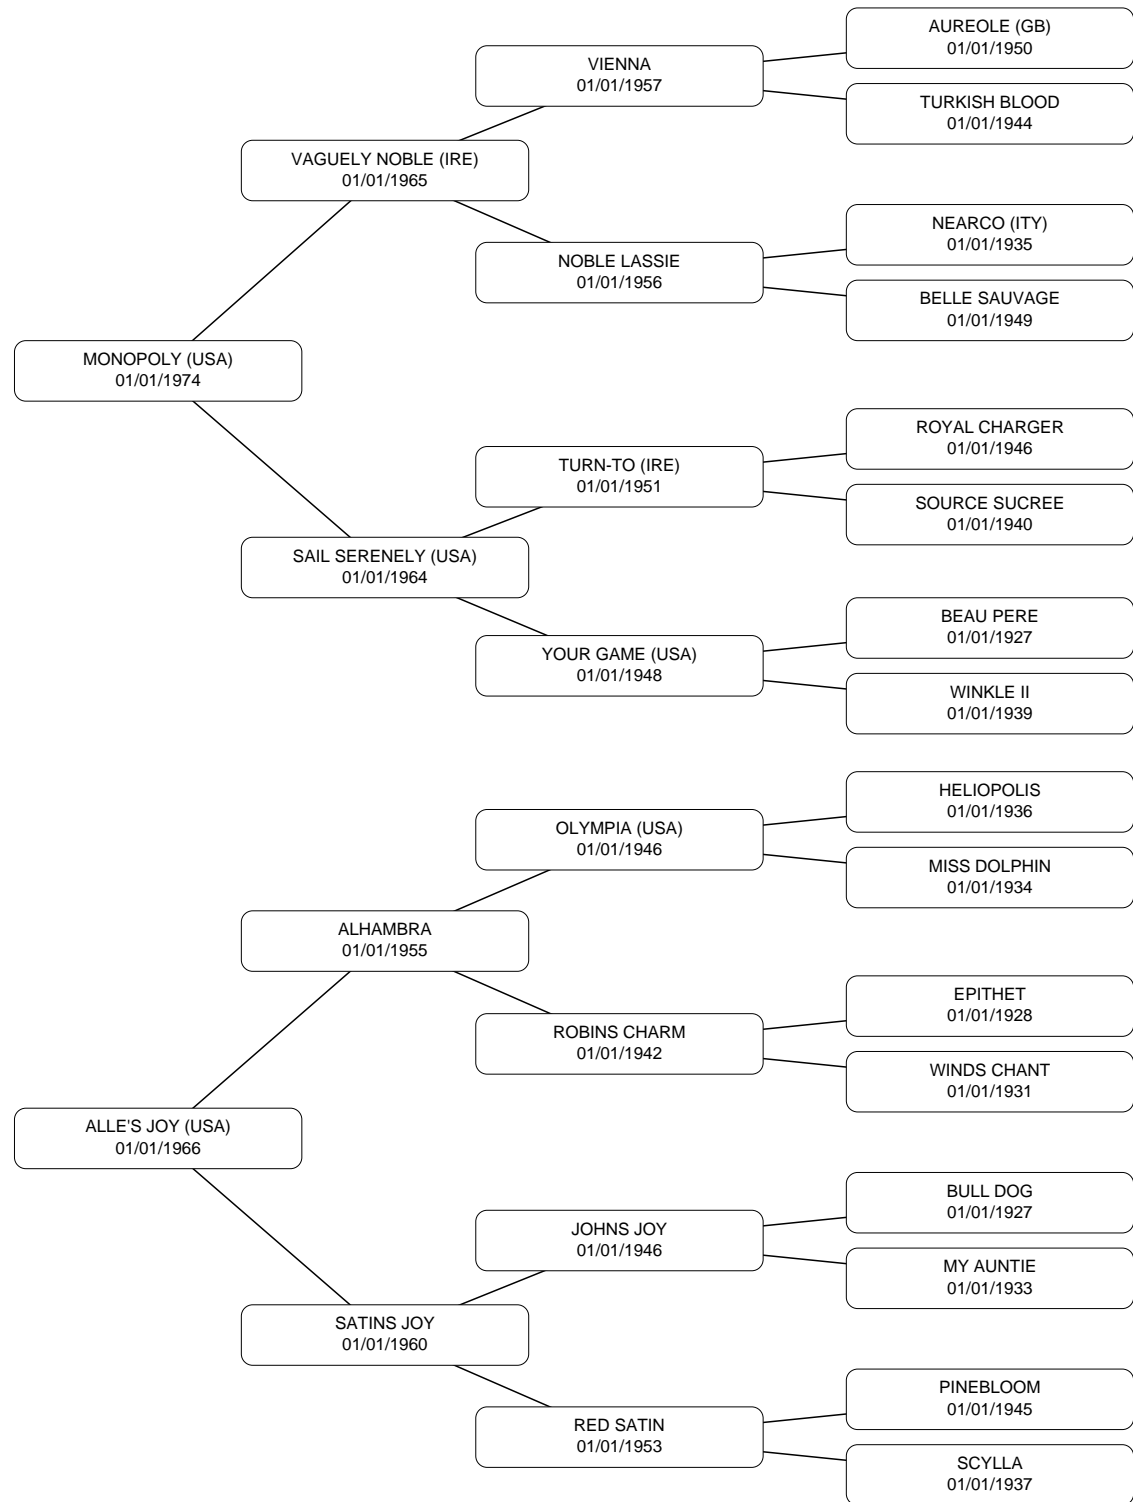 AUREOLE (GB)
01/01/1950
VIENNA
01/01/1957
TURKISH BLOOD
01/01/1944
VAGUELY NOBLE (IRE)
01/01/1965
NEARCO (ITY)
01/01/1935
NOBLE LASSIE
01/01/1956
BELLE SAUVAGE
01/01/1949
MONOPOLY (USA)
01/01/1974
ROYAL CHARGER
01/01/1946
TURN-TO (IRE)
01/01/1951
SOURCE SUCREE
01/01/1940
SAIL SERENELY (USA)
01/01/1964
BEAU PERE
01/01/1927
YOUR GAME (USA)
01/01/1948
WINKLE II
01/01/1939
HELIOPOLIS
01/01/1936
OLYMPIA (USA)
01/01/1946
MISS DOLPHIN
01/01/1934
ALHAMBRA
01/01/1955
EPITHET
01/01/1928
ROBINS CHARM
01/01/1942
WINDS CHANT
01/01/1931
ALLE'S JOY (USA)
01/01/1966
BULL DOG
01/01/1927
JOHNS JOY
01/01/1946
MY AUNTIE
01/01/1933
SATINS JOY
01/01/1960
PINEBLOOM
01/01/1945
RED SATIN
01/01/1953
SCYLLA
01/01/1937